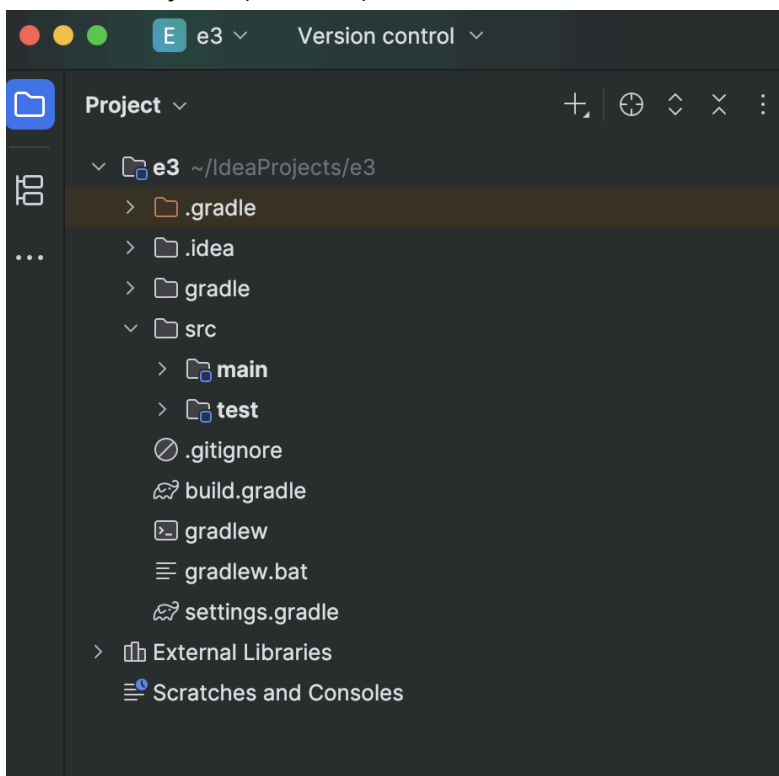 E e3 Version control
Project
e3 ~/IdeaProjects/e3
.gradle
.idea
gradle
src
main
test
.gitignore
build.gradle
gradlew
gradlew.bat
settings.gradle
External Libraries
Scratches and Consoles